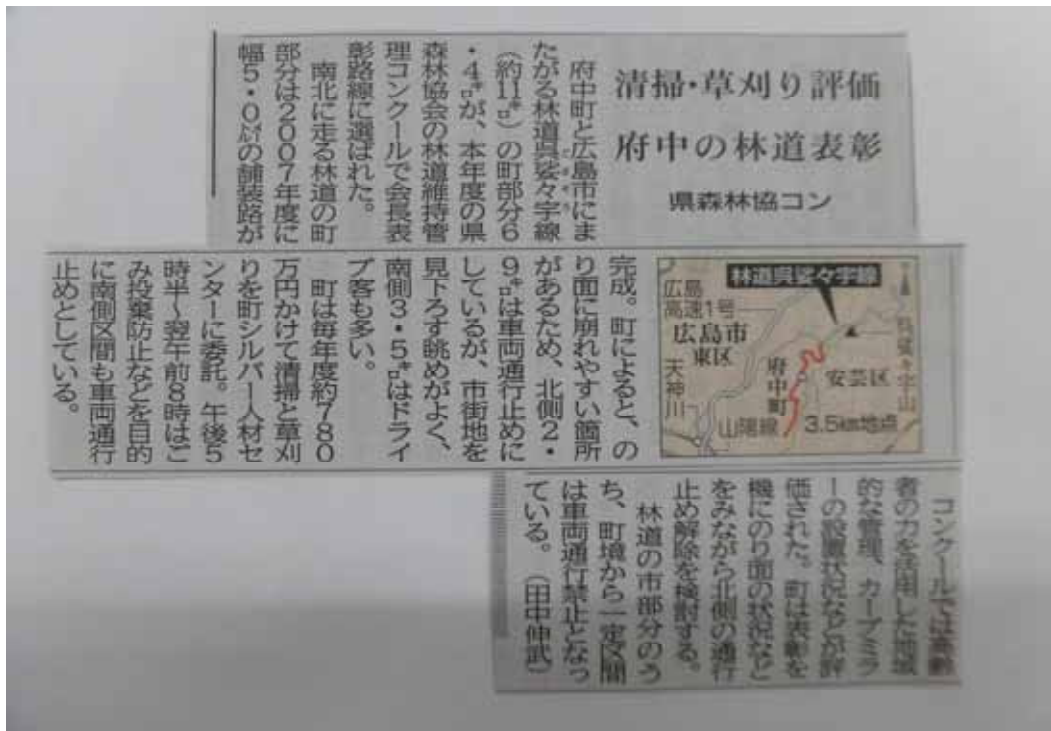 清掃・草刈り評価
府中の林道表彰
県森林協コン
府中町と広島市にま
たがる林道呉娑々宇線
（約11㌔）の町部分6
・4㌔が、本年度の県
森林協会の林道維持管
理コンクールで会長表
彰路線に選ばれた。
南北に走る林道の町
部分は2007年度に
幅5・0㍍の舗装路が
完成。町によると、の
り面に崩れやすい箇所
があるため、北側2・
9㌔は車両通行止めに
しているが、市街地を
見下ろす眺めがよく、
南側3・5㌔はドライ
ブ客も多い。
町は毎年度約780
万円かけて清掃と草刈
りを町シルバー人材セ
ンターに委託。午後5
時半～翌午前8時はご
み投棄防止などを目的
に南側区間も車両通行
止めとしている。
林道呉娑々宇線
広島
高速1号
広島市
東区
天神川
府中町
安芸区
呉娑々宇山
山陽線
3.5km地点
コンクールでは高齢
者の力を活用した地域
的な管理、カーブミラ
ーの設置状況などが評
価された。町は表彰を
機にのり面の状況など
をみながら北側の通行
止め解除を検討する。
林道の市部分のう
ち、町境から一定区間
は車両通行禁止となっ
ている。（田中伸武）